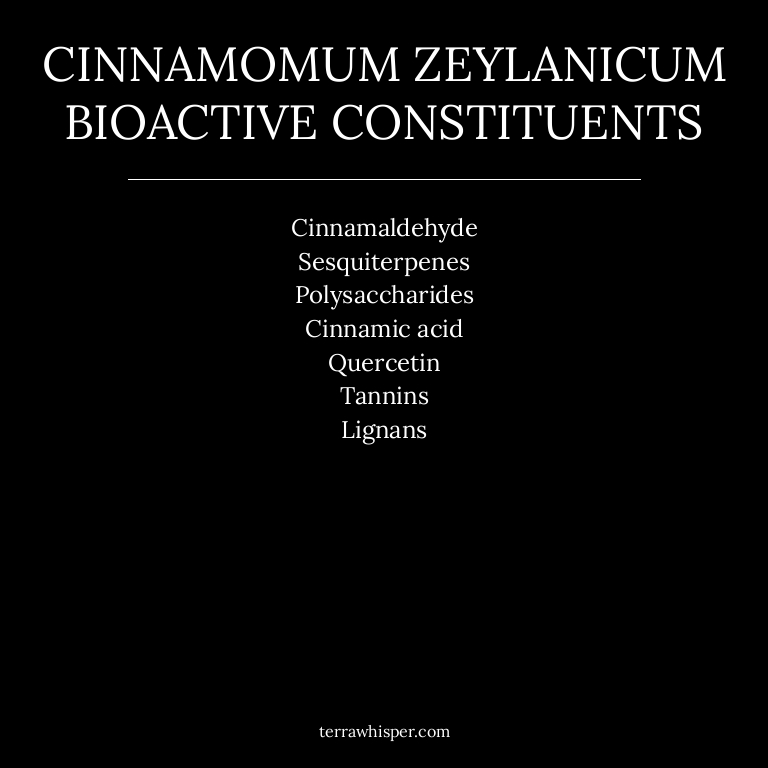 CINNAMOMUM ZEYLANICUM
BIOACTIVE CONSTITUENTS
Cinnamaldehyde
Sesquiterpenes
Polysaccharides
Cinnamic acid
Quercetin
Tannins
Lignans
terrawhisper.com